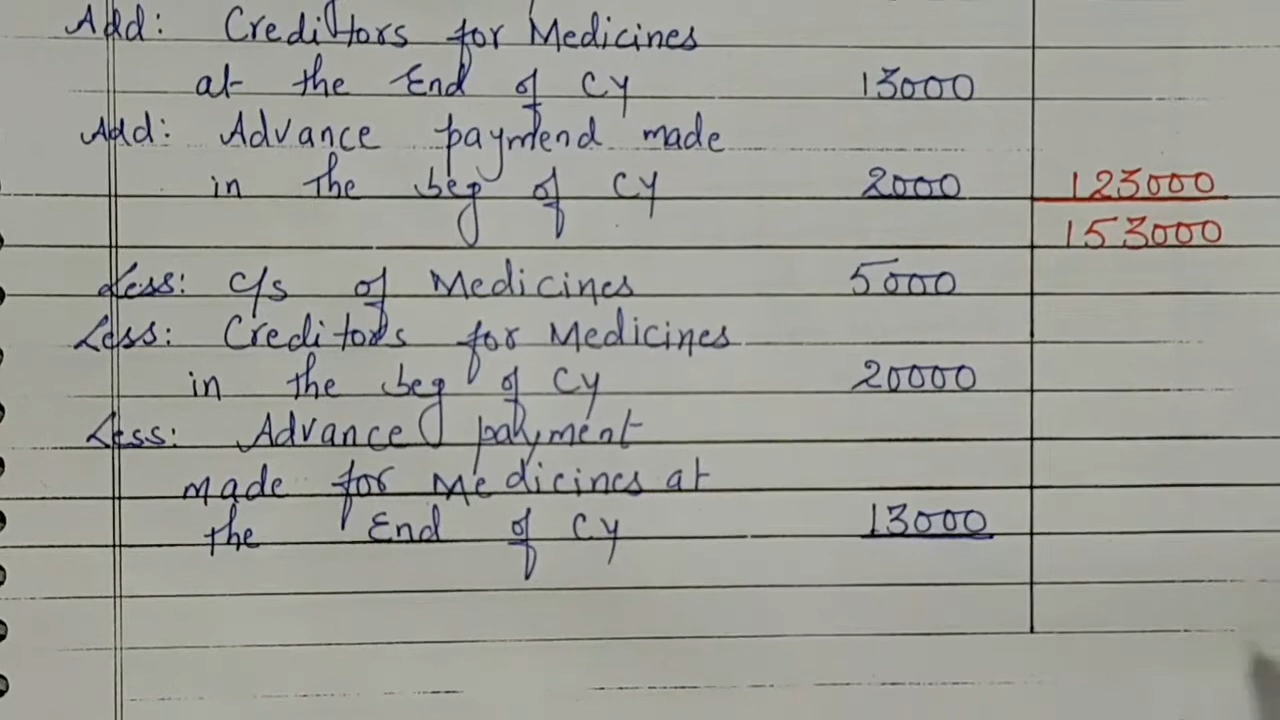 Add: Creditors for Medicines
at the End of CY 13000
Add: Advance paymend made
in the beg of CY 2000 123000
153000
Less: C/s of Medicines 5000
Less: Creditors for Medicines
in the beg of CY 20000
Less: Advance payment
made for Medicines at
the End of CY 13000